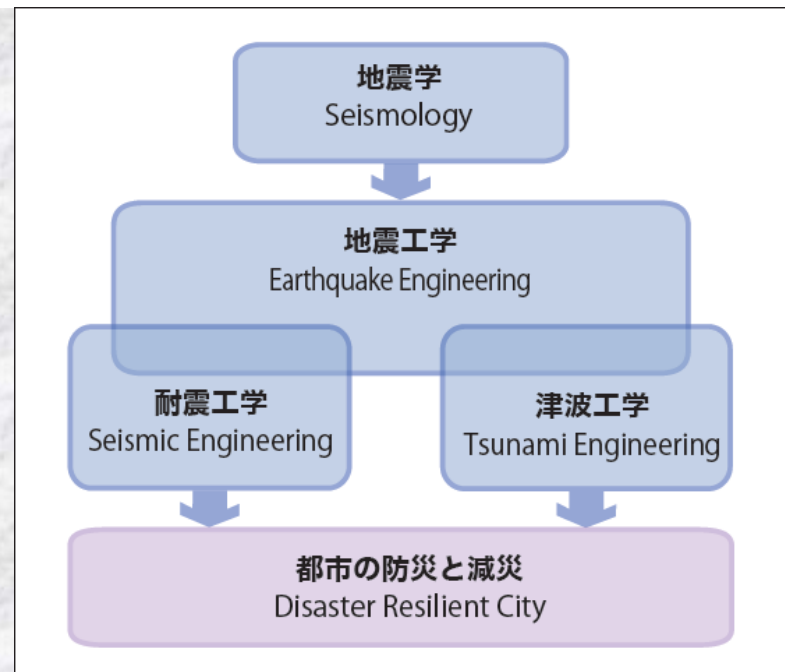 地震学
Seismology
地震工学
Earthquake Engineering
耐震工学
Seismic Engineering
津波工学
Tsunami Engineering
都市の防災と減災
Disaster Resilient City